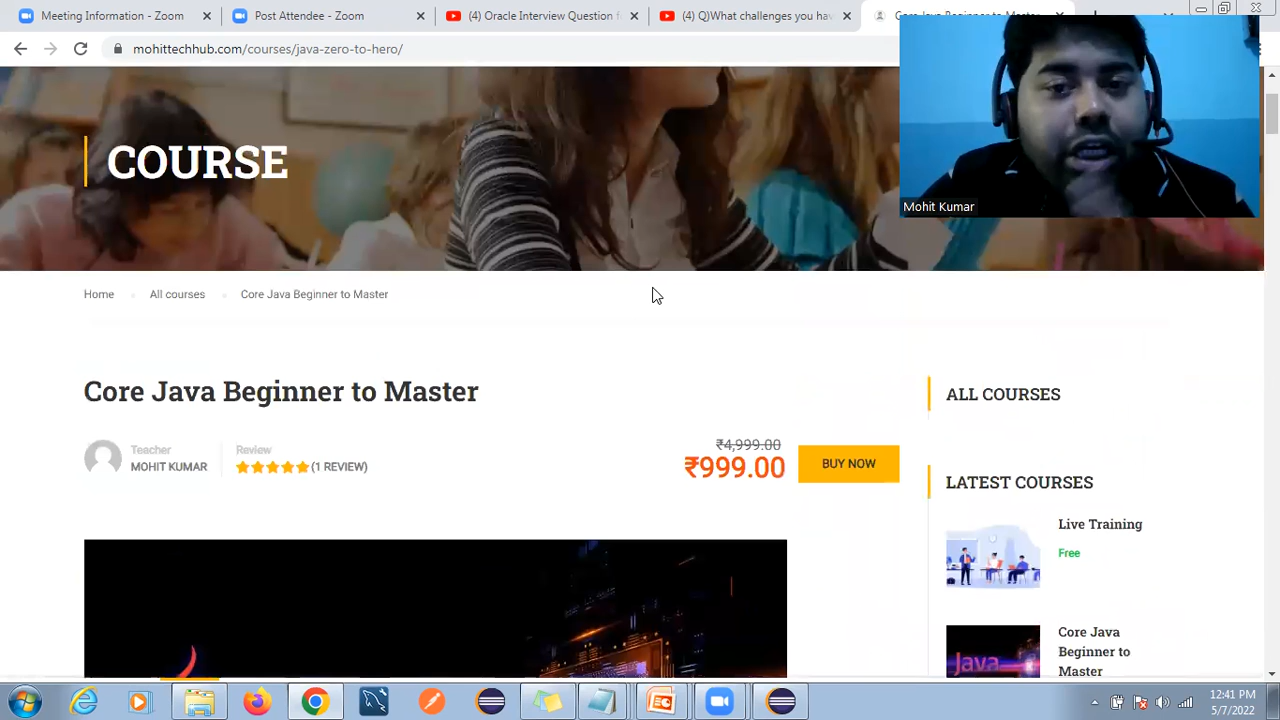 Meeting Information - Zoom
Post Attendee - Zoom
(4) Oracle Interview Question f
(4) Q)What challenges you hav
mohittechhub.com/courses/java-zero-to-hero/
Mohit Kumar
COURSE
Home
All courses
Core Java Beginner to Master
Core Java Beginner to Master
Teacher
MOHIT KUMAR
Review
(1 REVIEW)
₹4,999.00
₹999.00
BUY NOW
ALL COURSES
LATEST COURSES
Live Training
Free
Core Java
Beginner to
Master
Java
12:41 PM
5/7/2022